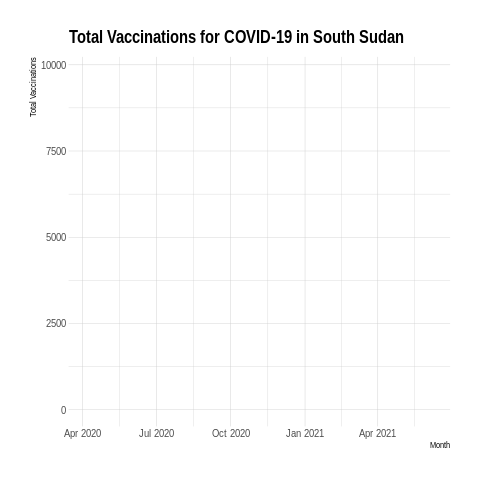 Total Vaccinations for COVID-19 in South Sudan
Total Vaccinations
10000
7500
5000
2500
0
Apr 2020 Jul 2020 Oct 2020 Jan 2021 Apr 2021
Month